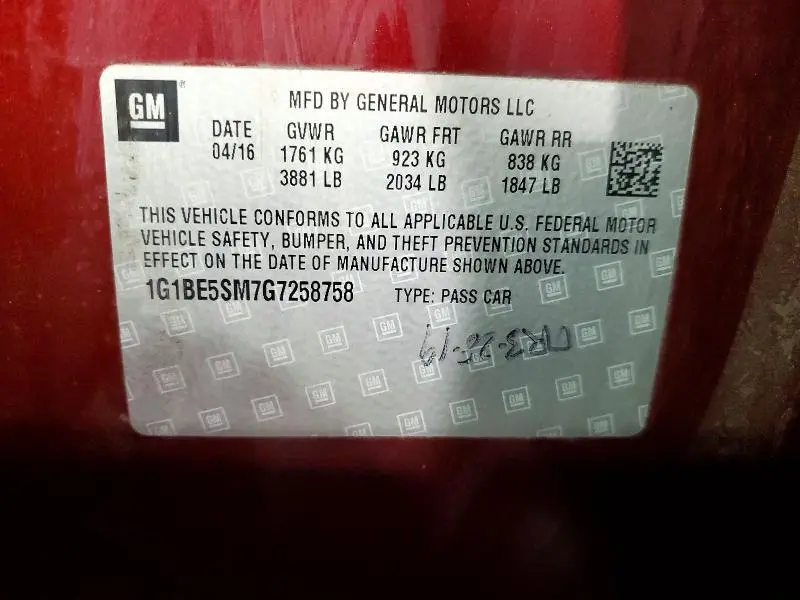 GM
MFD BY GENERAL MOTORS LLC
DATE GVWR GAWR FRT GAWR RR
04/16 1761 KG 923 KG 838 KG
3881 LB 2034 LB 1847 LB
THIS VEHICLE CONFORMS TO ALL APPLICABLE U.S. FEDERAL MOTOR
VEHICLE SAFETY, BUMPER, AND THEFT PREVENTION STANDARDS IN
EFFECT ON THE DATE OF MANUFACTURE SHOWN ABOVE.
1G1BE5SM7G7258758 TYPE: PASS CAR